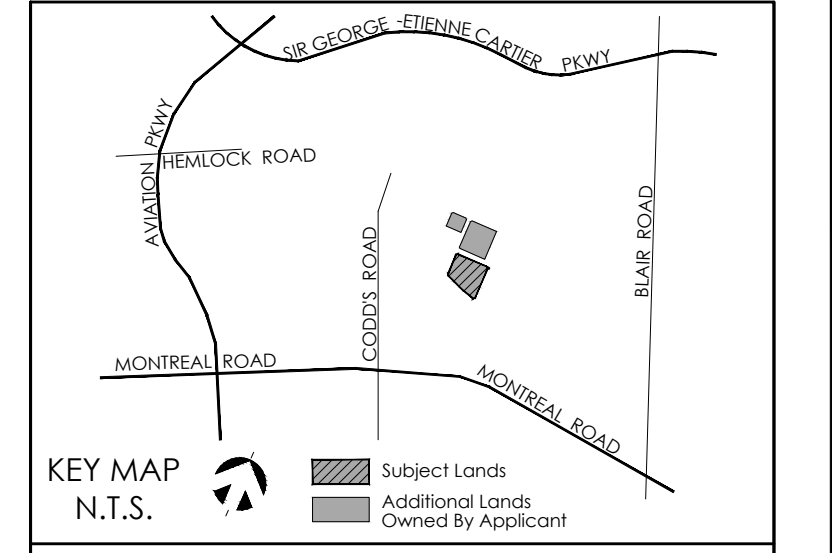 SIR GEORGE -ETIENNE CARTIER PKWY
AVIATION PKWY
HEMLOCK ROAD
CODD'S ROAD
BLAIR ROAD
MONTREAL ROAD
MONTREAL ROAD
KEY MAP
N.T.S.
Subject Lands
Additional Lands
Owned By Applicant